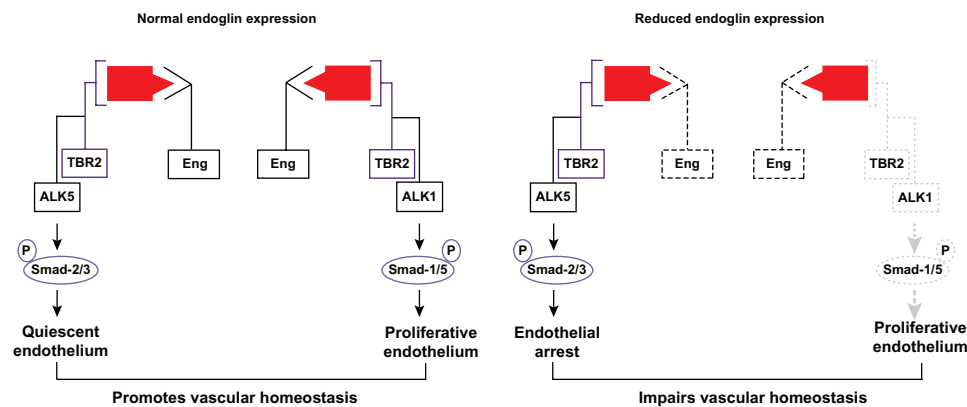 Normal endoglin expression
TBR2
Eng
ALK5
P
Smad-2/3
Quiescent
endothelium
Eng
TBR2
ALK1
P
Smad-1/5
Proliferative
endothelium
Promotes vascular homeostasis
Reduced endoglin expression
TBR2
Eng
ALK5
P
Smad-2/3
Endothelial
arrest
Eng
TBR2
ALK1
P
Smad-1/5
Proliferative
endothelium
Impairs vascular homeostasis